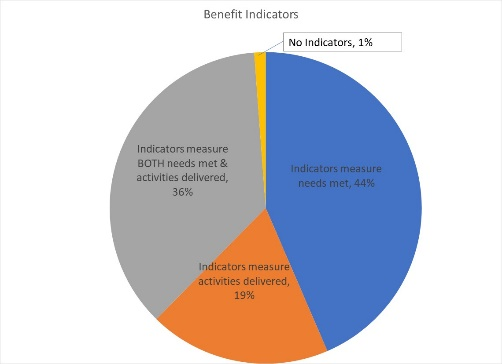 Benefit Indicators
No Indicators, 1%
Indicators measure
BOTH needs met &
activities delivered,
36%
Indicators measure
needs met, 44%
Indicators measure
activities delivered,
19%